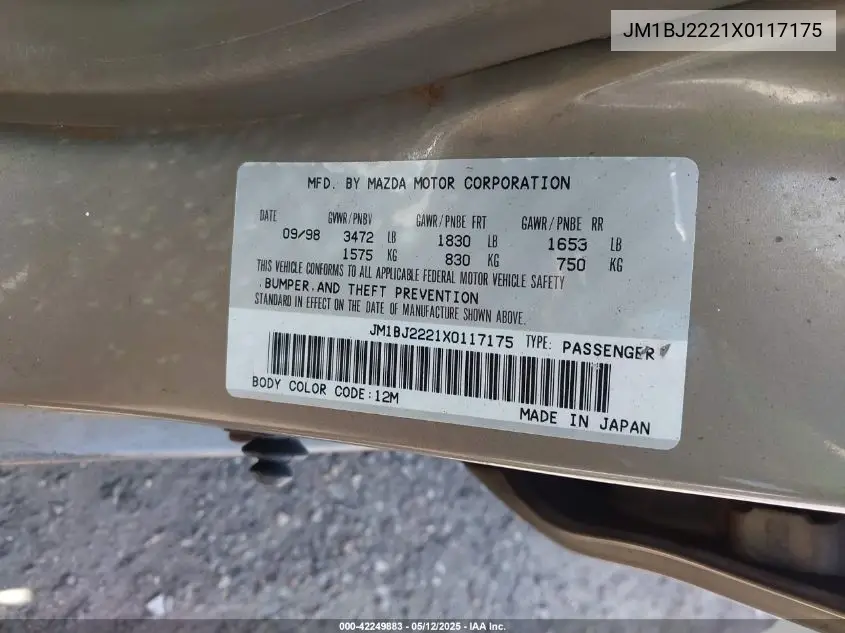 JM1BJ2221X0117175
MFD. BY MAZDA MOTOR CORPORATION
DATE GVWR/PNBV GAWR/PNBE FRT GAWR/PNBE RR
09/98 3472 LB 1830 LB 1653 LB
1575 KG 830 KG 750 KG
THIS VEHICLE CONFORMS TO ALL APPLICABLE FEDERAL MOTOR VEHICLE SAFETY
, BUMPER, AND THEFT PREVENTION
STANDARD IN EFFECT ON THE DATE OF MANUFACTURE SHOWN ABOVE.
JM1BJ2221X0117175 TYPE: PASSENGER
BODY COLOR CODE:12M
MADE IN JAPAN
000-42249883 - 05/12/2025 - IAA Inc.